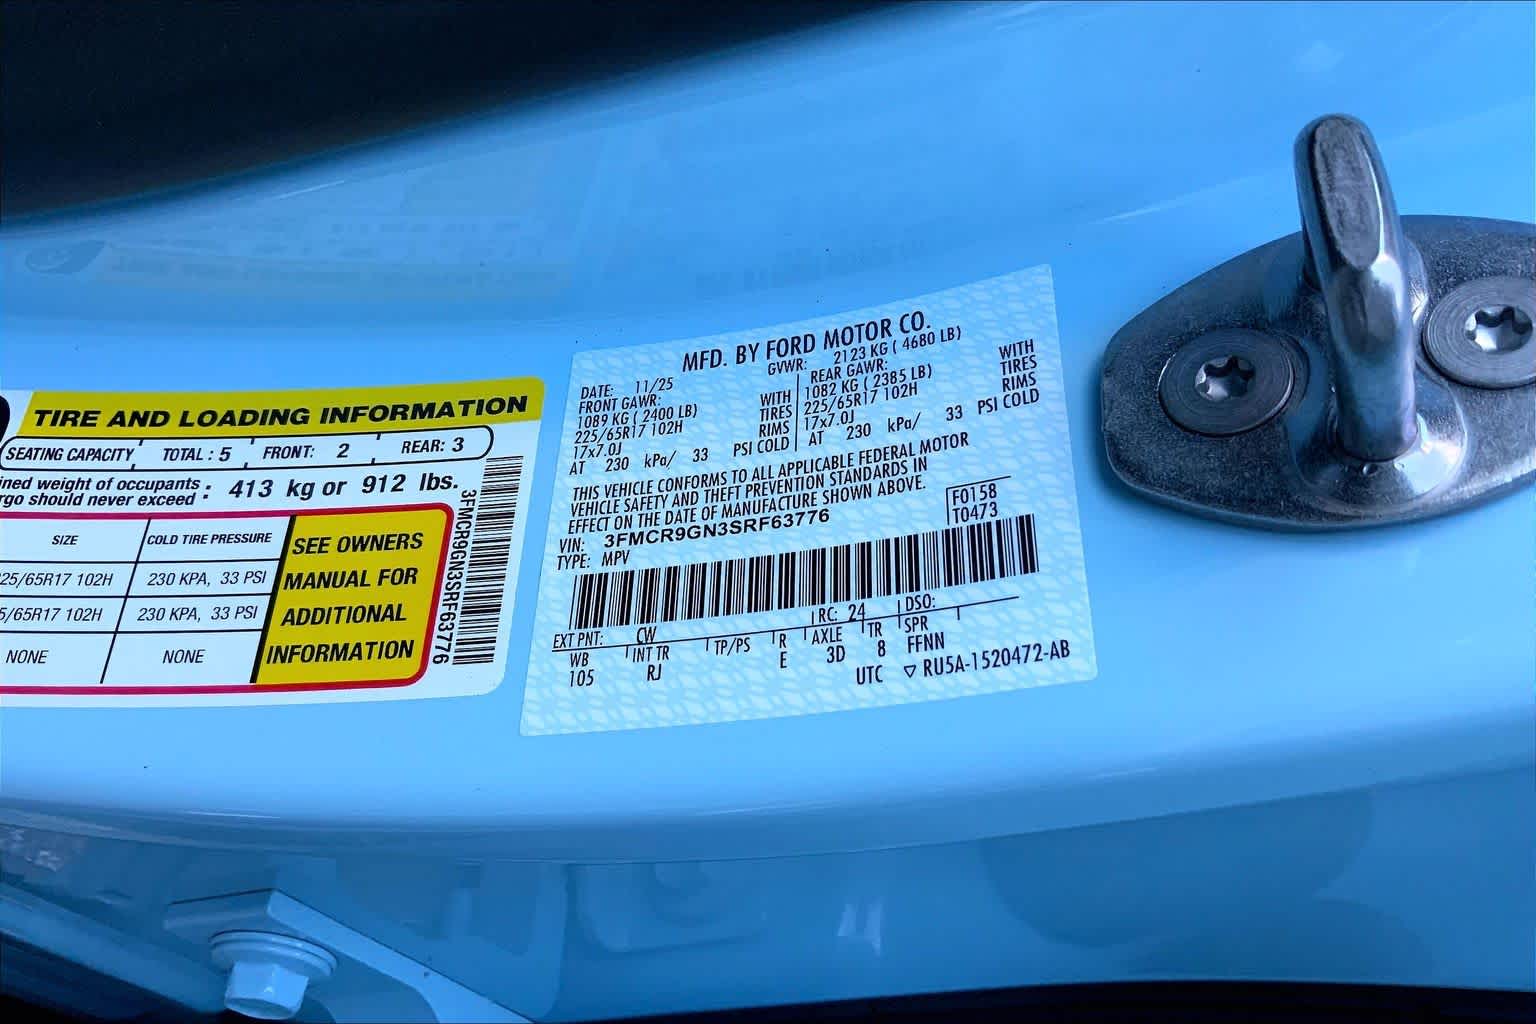 TIRE AND LOADING INFORMATION
SEATING CAPACITY TOTAL : 5 FRONT: 2 REAR: 3
ined weight of occupants
rgo should never exceed : 413 kg or 912 lbs.
SIZE COLD TIRE PRESSURE
25/65R17 102H 230 KPA, 33 PSI
5/65R17 102H 230 KPA, 33 PSI
NONE NONE
SEE OWNERS
MANUAL FOR
ADDITIONAL
INFORMATION
3FMCR9GN3SRF63776
MFD. BY FORD MOTOR CO.
DATE: 11/25 GVWR: 2123 KG ( 4680 LB)
FRONT GAWR: WITH REAR GAWR: WITH
1089 KG ( 2400 LB) TIRES 1082 KG ( 2385 LB) TIRES
225/65R17 102H RIMS 225/65R17 102H RIMS
17x7.0J 17x7.0J
AT 230 kPa/ 33 PSI COLD AT 230 kPa/ 33 PSI COLD
THIS VEHICLE CONFORMS TO ALL APPLICABLE FEDERAL MOTOR
VEHICLE SAFETY AND THEFT PREVENTION STANDARDS IN
EFFECT ON THE DATE OF MANUFACTURE SHOWN ABOVE.
VIN: 3FMCR9GN3SRF63776
TYPE: MPV
F0158
T0473
EXT PNT: CW RC: 24 DSO:
WB INT TR TP/PS R AXLE TR SPR
105 RJ E 3D 8 FFNN
UTC ▽ RU5A-1520472-AB